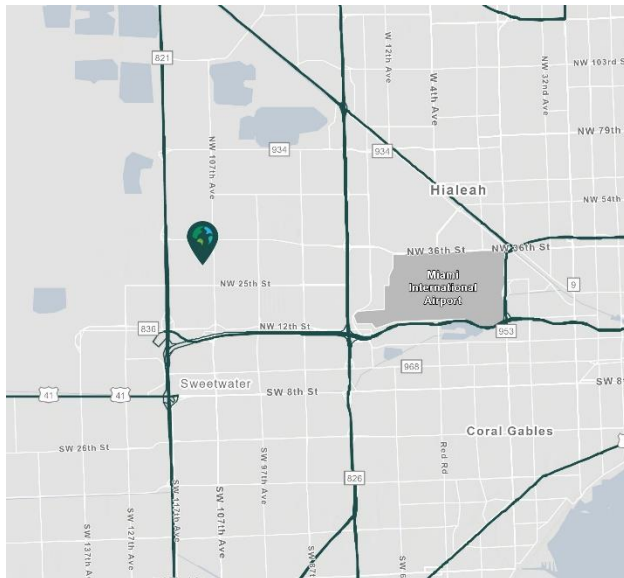 821
W 12th Ave
W 4th Ave
NW 32nd Ave
NW 103rd S
NW 79th
934
934
NW 107th Ave
Hialeah
NW 54th
NW 36th St
NW 36th St
Miami
International
Airport
NW 25th St
9
836
NW 12th St
953
968
Sweetwater
41
41
SW 8th St
SW 8
Coral Gables
SW 26th St
SW 97th Ave
Red Rd
826
SW 117th Ave
SW 107th Ave
SW 127th Ave
SW 137th Ave